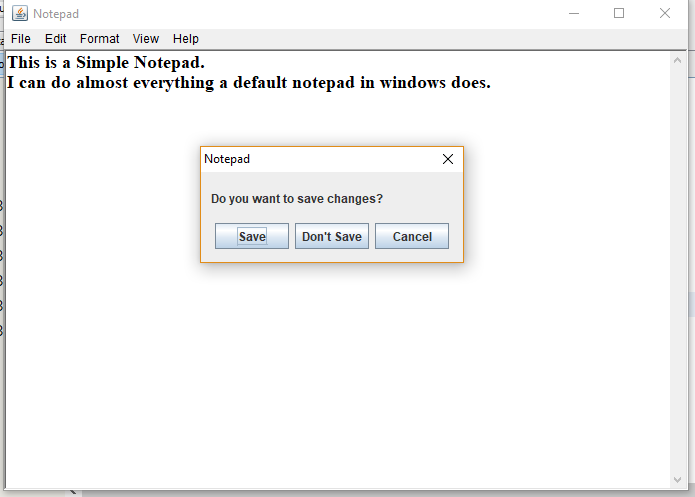 Notepad
File Edit Format View Help
This is a Simple Notepad.
I can do almost everything a default notepad in windows does.
Notepad
Do you want to save changes?
Save Don't Save Cancel